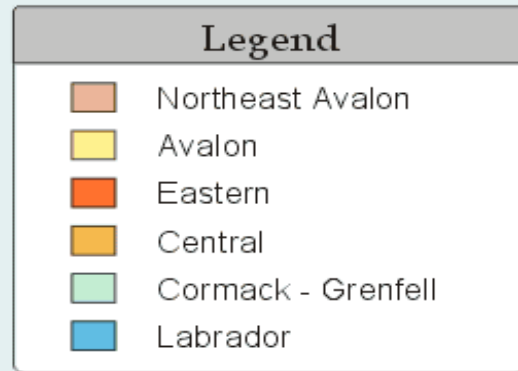 Legend
Northeast Avalon
Avalon
Eastern
Central
Cormack - Grenfell
Labrador